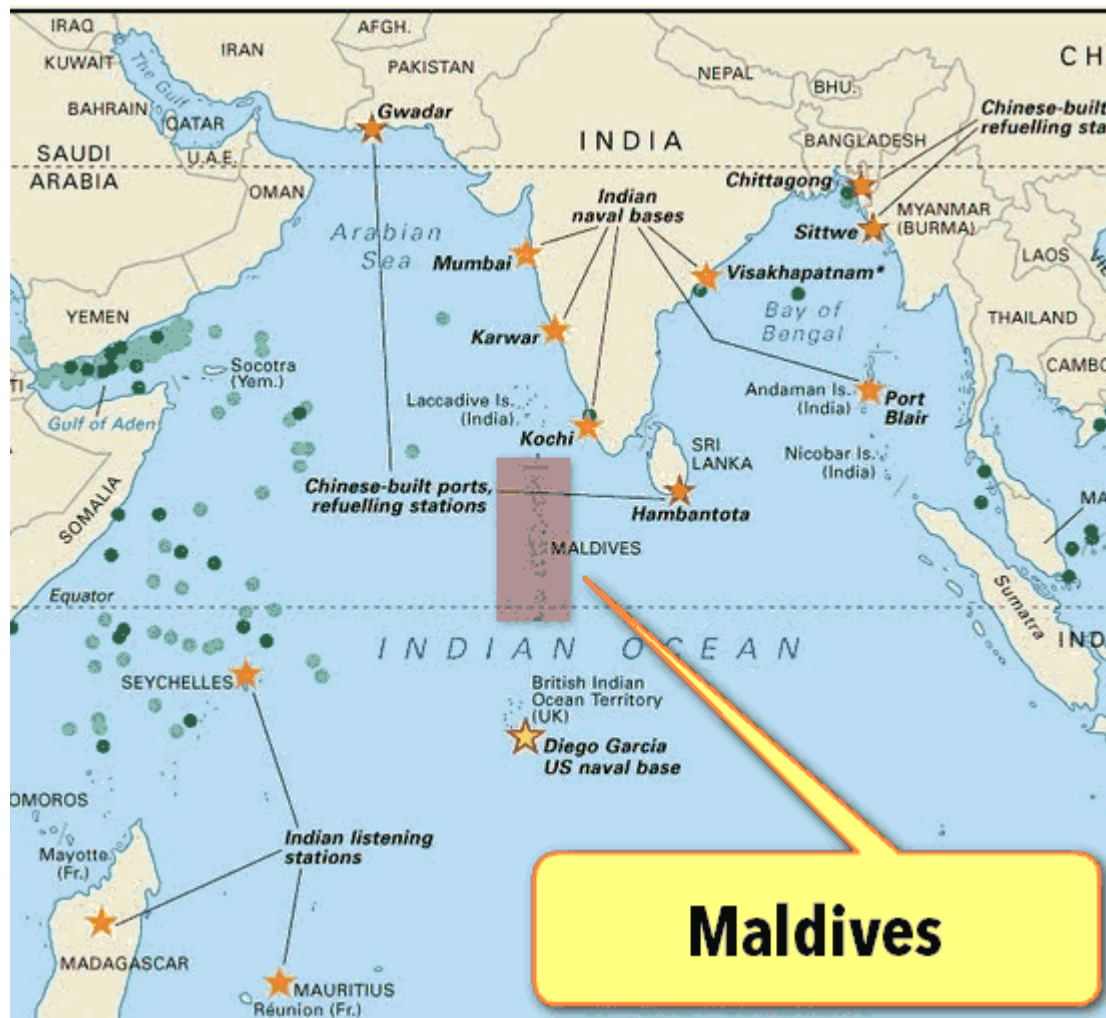 IRAQ
AFGH.
IRAN
KUWAIT
The Gulf
PAKISTAN
NEPAL
BHU.
BAHRAIN
QATAR
Gwadar
Chinese-built
refuelling sta
BANGLADESH
INDIA
SAUDI
ARABIA
U.A.E.
OMAN
Chittagong
Indian
naval bases
MYANMAR
(BURMA)
Arabian
Sea
Mumbai
Sittwe
LAOS
Visakhapatnam*
YEMEN
Bay of
Bengal
THAILAND
Karwar
Socotra
(Yem.)
CAMBO
Andaman Is.
(India)
Port
Blair
Laccadive Is.
(India)
Gulf of Aden
Kochi
SRI
LANKA
Nicobar Is.
(India)
SOMALIA
Chinese-built ports,
refuelling stations
Hambantota
MA
MALDIVES
Equator
Sumatra
INDIAN OCEAN
IND
SEYCHELLES
British Indian
Ocean Territory
(UK)
Diego Garcia
US naval base
OMOROS
Indian listening
stations
Mayotte
(Fr.)
Maldives
MADAGASCAR
MAURITIUS
Réunion (Fr.)